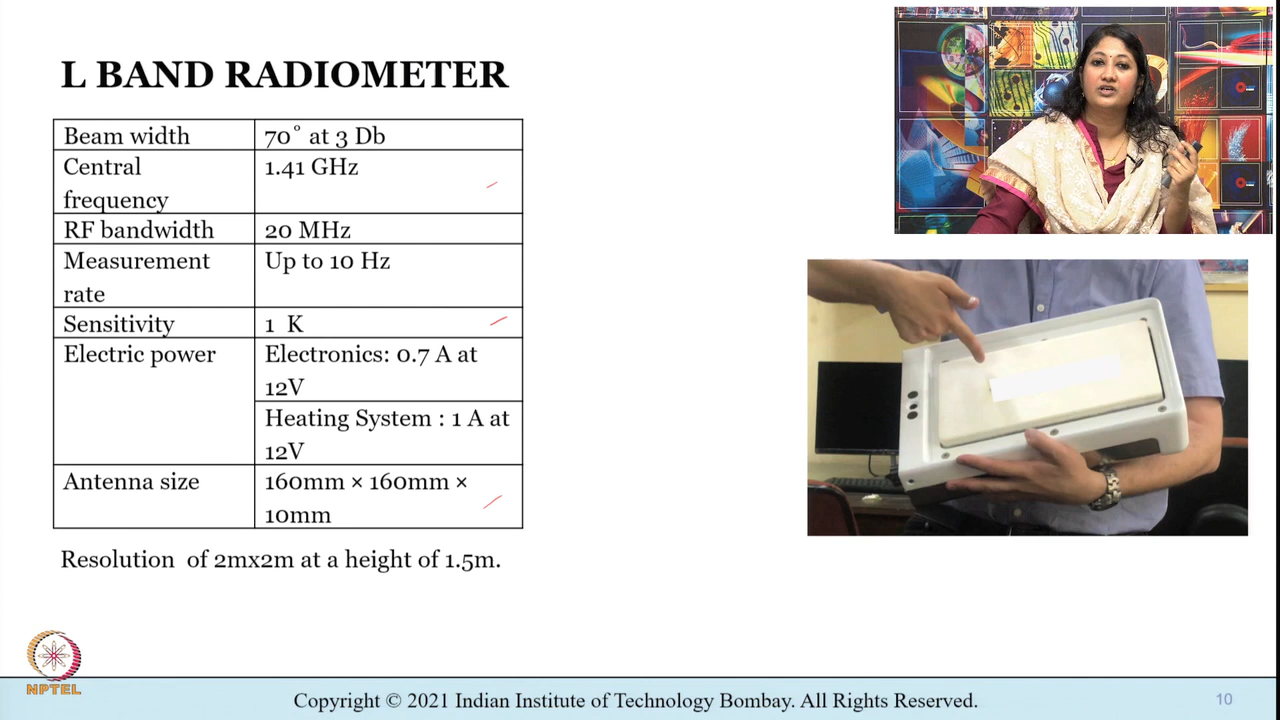 L BAND RADIOMETER
Beam width 70° at 3 Db
Central 1.41 GHz
frequency
RF bandwidth 20 MHz
Measurement Up to 10 Hz
rate
Sensitivity 1 K
Electric power Electronics: 0.7 A at
12V
Heating System : 1 A at
12V
Antenna size 160mm × 160mm ×
10mm
Resolution of 2mx2m at a height of 1.5m.
NPTEL
Copyright © 2021 Indian Institute of Technology Bombay. All Rights Reserved.
10